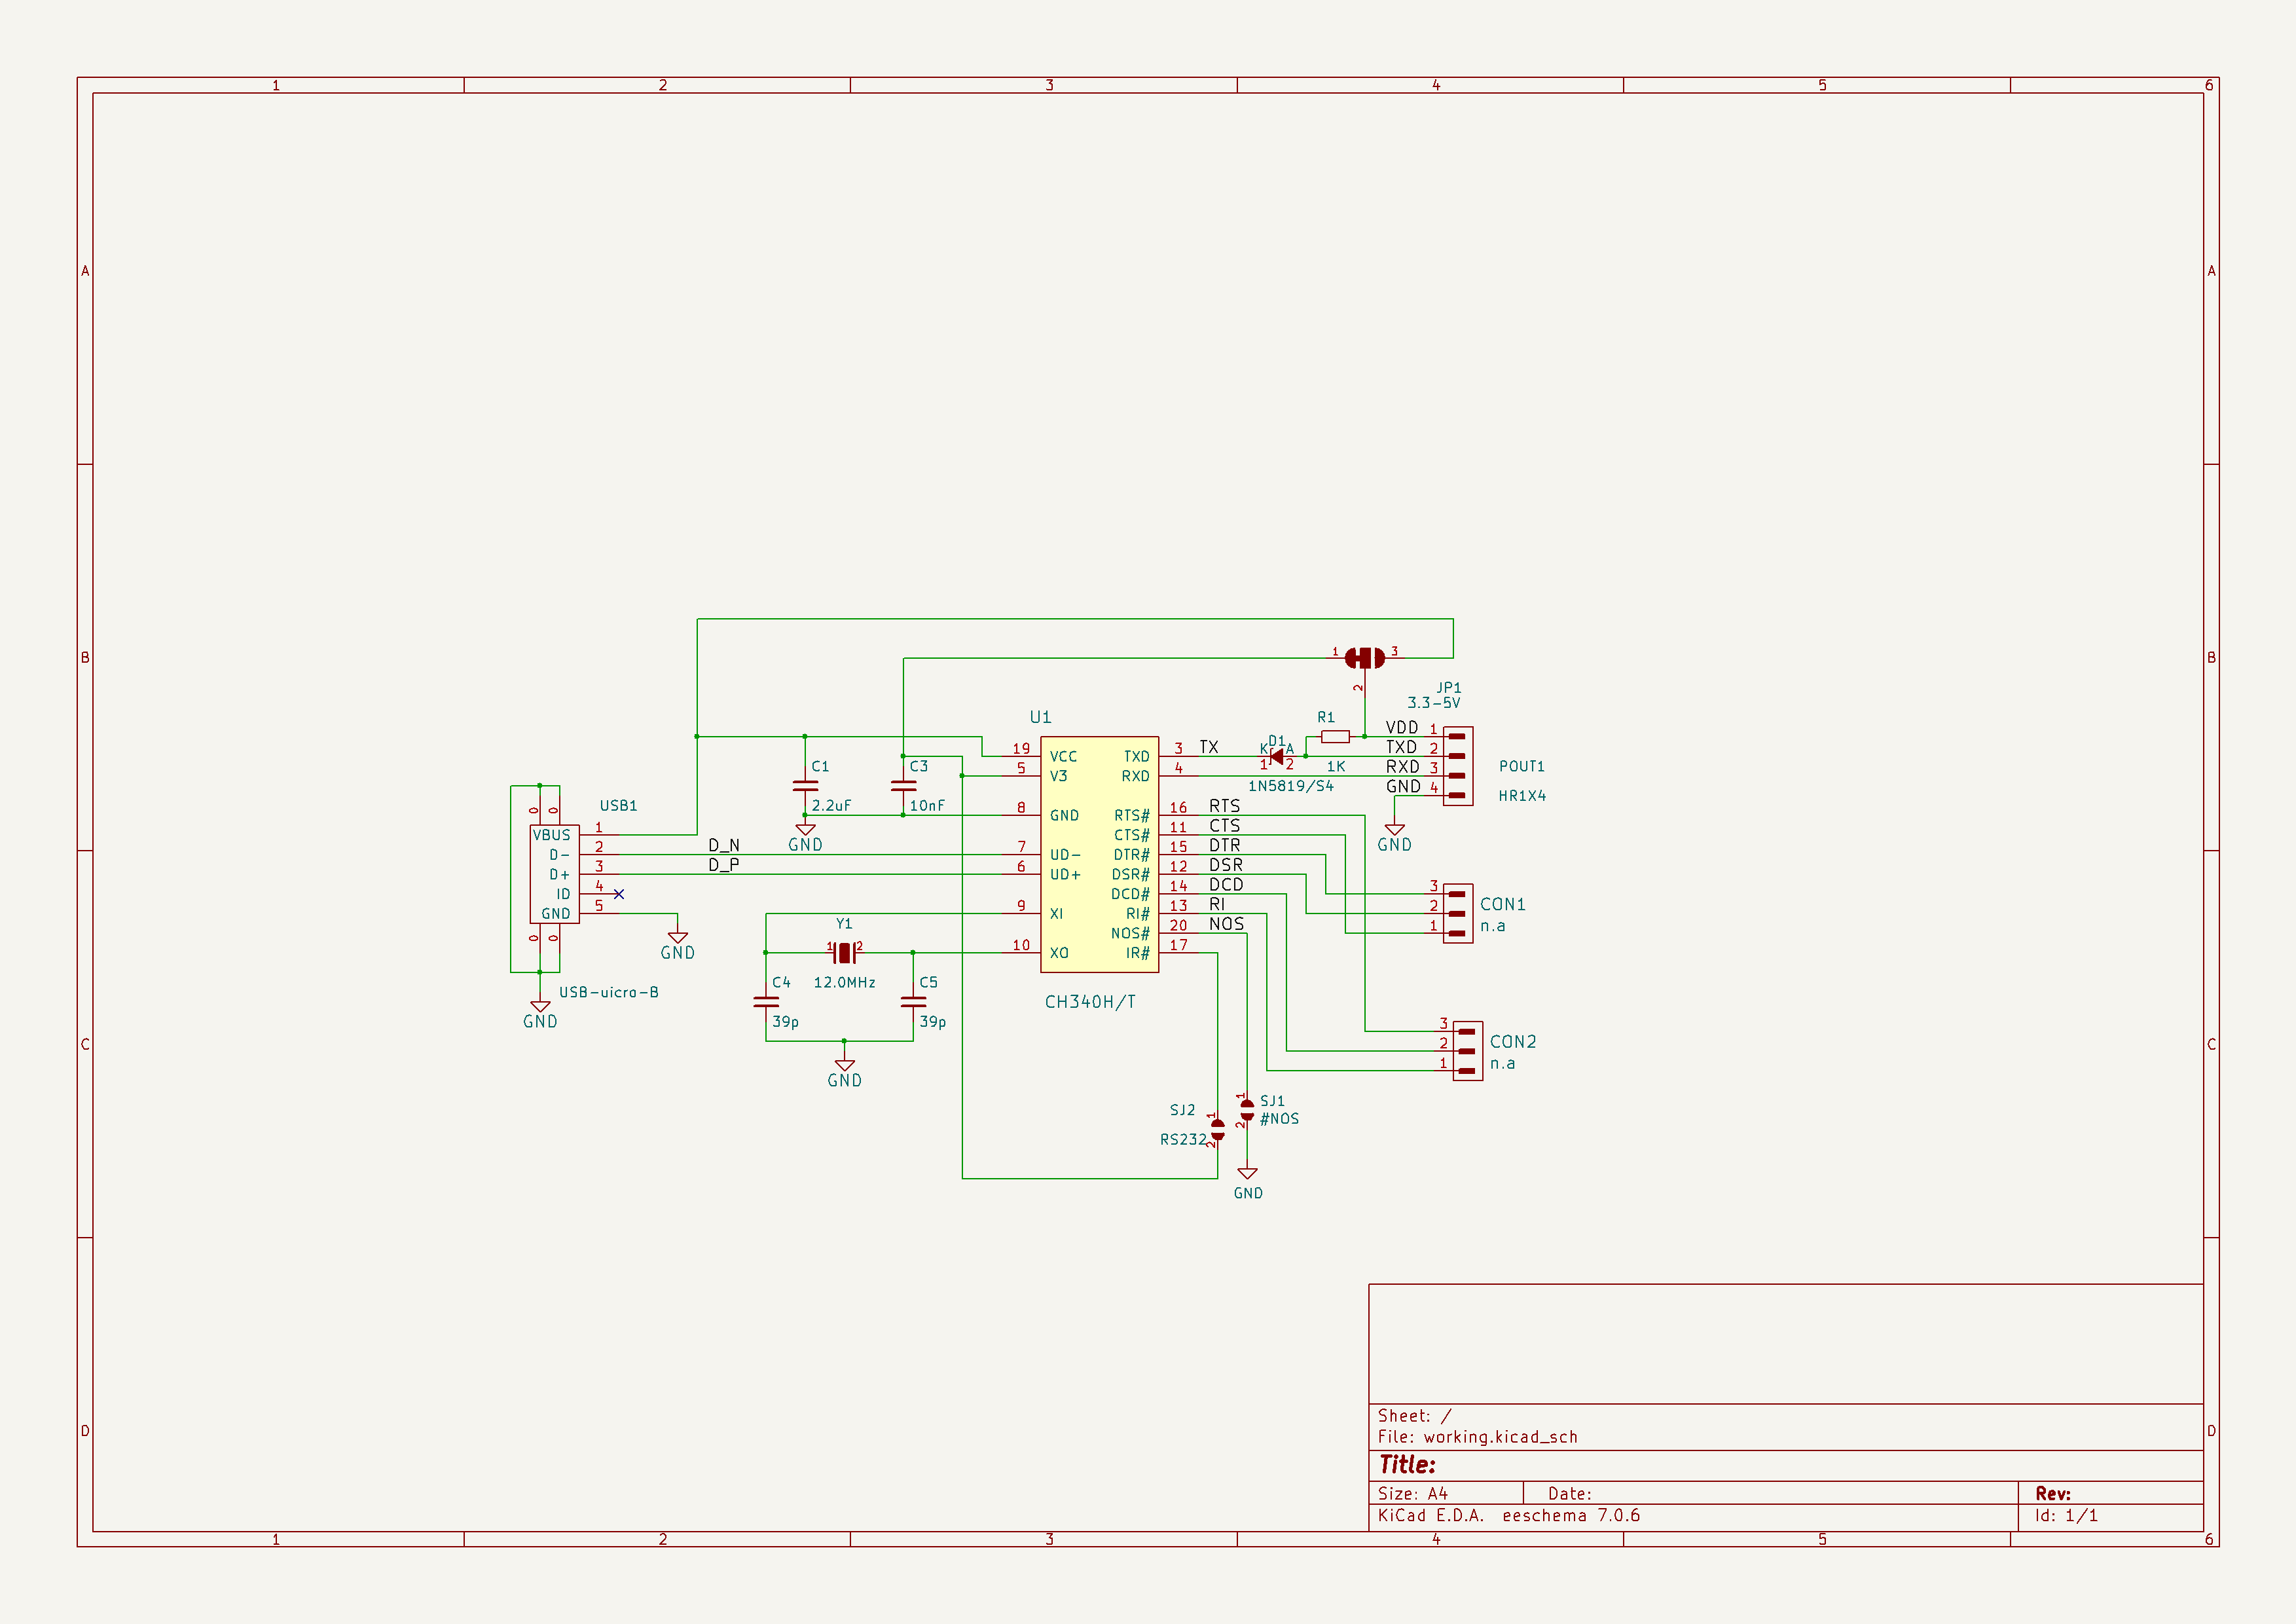 1 2 3 4 5 6
A A
B B
C C
D D
1 3
2
JP1
3.3-5V
U1
R1
VDD 1
TXD 2
RXD 3
GND 4
POUT1
HR1X4
D1
K A
1 2
1K
1N5819/S4
TX
GND
19 VCC
5 V3
8 GND
7 UD-
6 UD+
9 XI
10 XO
TXD 3
RXD 4
RTS# 16 RTS
CTS# 11 CTS
DTR# 15 DTR
DSR# 12 DSR
DCD# 14 DCD
RI# 13 RI
NOS# 20 NOS
IR# 17
CH340H/T
C1
2.2uF
C3
10nF
GND
USB1
0 0
VBUS 1
D- 2
D+ 3
ID 4
GND 5
0 0
USB-uicro-B
GND
GND
D_N
D_P
Y1
1 2
12.0MHz
C4
39p
C5
39p
GND
3
2
1
CON1
n.a
3
2
1
CON2
n.a
SJ2
RS232
1
2
SJ1
#NOS
1
2
GND
Sheet: /
File: working.kicad_sch
Title:
Size: A4 Date: Rev:
KiCad E.D.A. eeschema 7.0.6 Id: 1/1
1 2 3 4 5 6